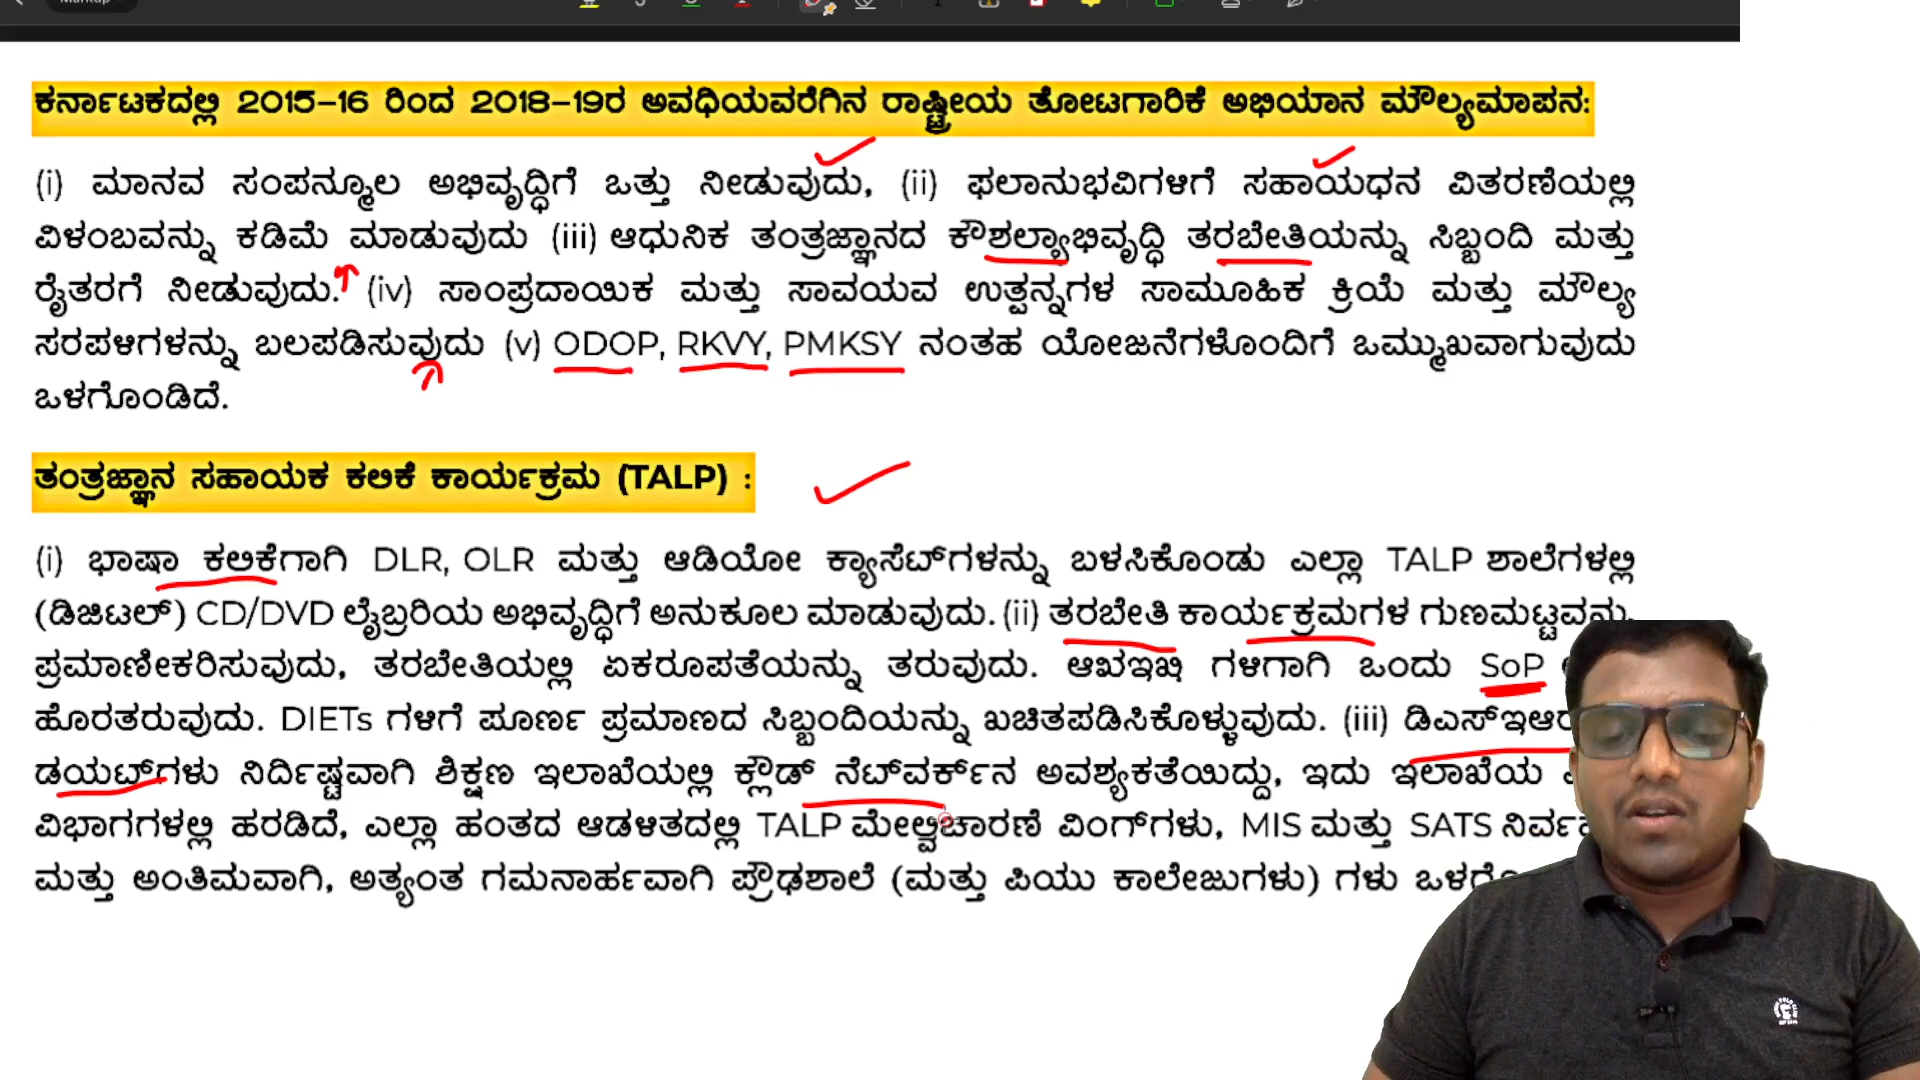 Markup
ಕರ್ನಾಟಕದಲ್ಲಿ 2015-16 ರಿಂದ 2018-19ರ ಅವಧಿಯವರೆಗಿನ ರಾಷ್ಟ್ರೀಯ ತೋಟಗಾರಿಕೆ ಅಭಿಯಾನ ಮೌಲ್ಯಮಾಪನ:
(i) ಮಾನವ ಸಂಪನ್ಮೂಲ ಅಭಿವೃದ್ಧಿಗೆ ಒತ್ತು ನೀಡುವುದು, (ii) ಫಲಾನುಭವಿಗಳಿಗೆ ಸಹಾಯಧನ ವಿತರಣೆಯಲ್ಲಿ
ವಿಳಂಬವನ್ನು ಕಡಿಮೆ ಮಾಡುವುದು (iii) ಆಧುನಿಕ ತಂತ್ರಜ್ಞಾನದ ಕೌಶಲ್ಯಾಭಿವೃದ್ಧಿ ತರಬೇತಿಯನ್ನು ಸಿಬ್ಬಂದಿ ಮತ್ತು
ರೈತರಗೆ ನೀಡುವುದು. (iv) ಸಾಂಪ್ರದಾಯಿಕ ಮತ್ತು ಸಾವಯವ ಉತ್ಪನ್ನಗಳ ಸಾಮೂಹಿಕ ಕ್ರಿಯೆ ಮತ್ತು ಮೌಲ್ಯ
ಸರಪಳಿಗಳನ್ನು ಬಲಪಡಿಸುವುದು (v) ODOP, RKVY, PMKSY ನಂತಹ ಯೋಜನೆಗಳೊಂದಿಗೆ ಒಮ್ಮುಖವಾಗುವುದು
ಒಳಗೊಂಡಿದೆ.
ತಂತ್ರಜ್ಞಾನ ಸಹಾಯಕ ಕಲಿಕೆ ಕಾರ್ಯಕ್ರಮ (TALP) :
(i) ಭಾಷಾ ಕಲಿಕೆಗಾಗಿ DLR, OLR ಮತ್ತು ಆಡಿಯೋ ಕ್ಯಾಸೆಟ್‌ಗಳನ್ನು ಬಳಸಿಕೊಂಡು ಎಲ್ಲಾ TALP ಶಾಲೆಗಳಲ್ಲಿ
(ಡಿಜಿಟಲ್) CD/DVD ಲೈಬ್ರರಿಯ ಅಭಿವೃದ್ಧಿಗೆ ಅನುಕೂಲ ಮಾಡುವುದು. (ii) ತರಬೇತಿ ಕಾರ್ಯಕ್ರಮಗಳ ಗುಣಮಟ್ಟವನ್ನು
ಪ್ರಮಾಣೀಕರಿಸುವುದು, ತರಬೇತಿಯಲ್ಲಿ ಏಕರೂಪತೆಯನ್ನು ತರುವುದು. ಆಖಇಖಿ ಗಳಿಗಾಗಿ ಒಂದು SoP
ಹೊರತರುವುದು. DIETs ಗಳಿಗೆ ಪೂರ್ಣ ಪ್ರಮಾಣದ ಸಿಬ್ಬಂದಿಯನ್ನು ಖಚಿತಪಡಿಸಿಕೊಳ್ಳುವುದು. (iii) ಡಿಎಸ್‌ಇಆರ
ಡಯಟ್‌ಗಳು ನಿರ್ದಿಷ್ಟವಾಗಿ ಶಿಕ್ಷಣ ಇಲಾಖೆಯಲ್ಲಿ ಕ್ಲೌಡ್ ನೆಟ್‌ವರ್ಕ್‌ನ ಅವಶ್ಯಕತೆಯಿದ್ದು, ಇದು ಇಲಾಖೆಯ
ವಿಭಾಗಗಳಲ್ಲಿ ಹರಡಿದೆ, ಎಲ್ಲಾ ಹಂತದ ಆಡಳಿತದಲ್ಲಿ TALP ಮೇಲ್ವಿಚಾರಣೆ ವಿಂಗ್‌ಗಳು, MIS ಮತ್ತು SATS
ಮತ್ತು ಅಂತಿಮವಾಗಿ, ಅತ್ಯಂತ ಗಮನಾರ್ಹವಾಗಿ ಪ್ರೌಢಶಾಲೆ (ಮತ್ತು ಪಿಯು ಕಾಲೇಜುಗಳು) ಗಳು